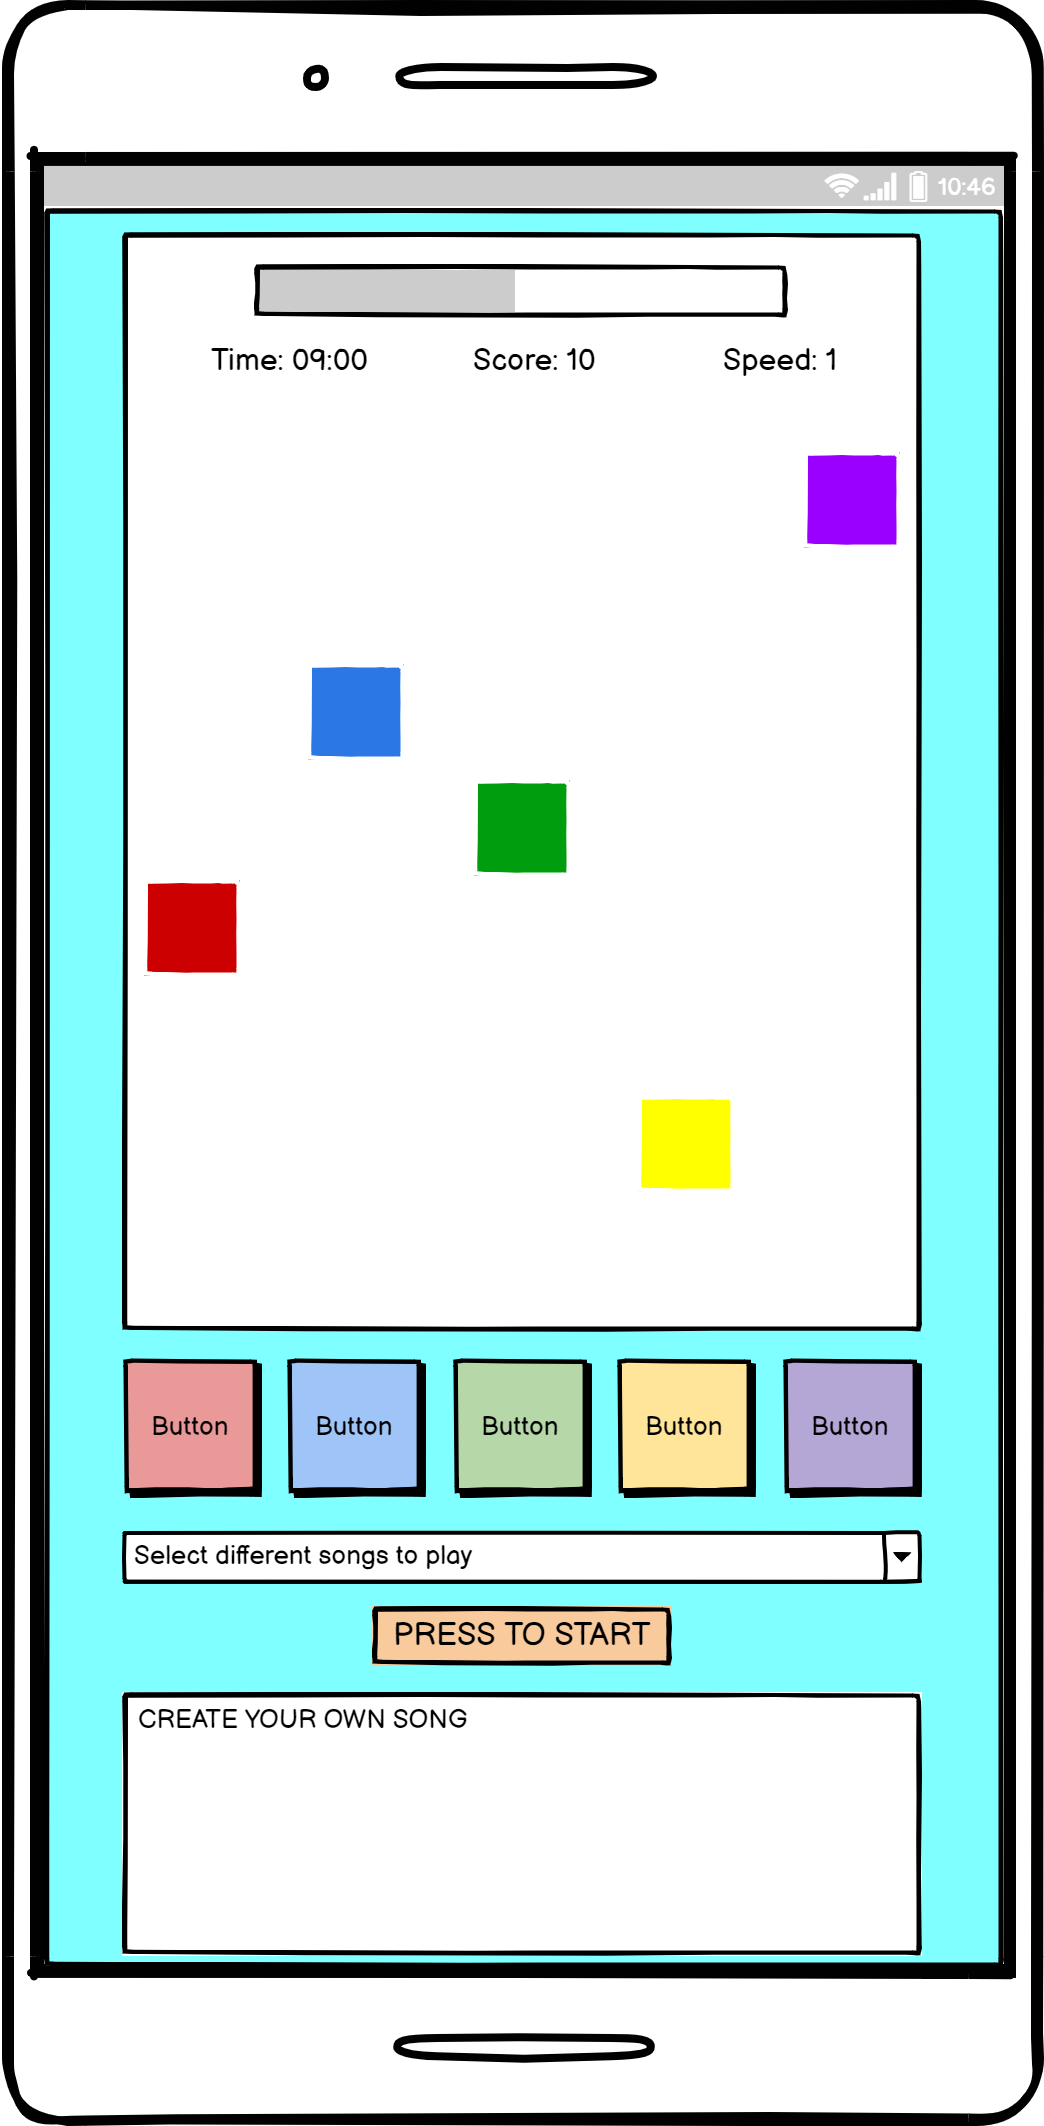 10:46
Time: 09:00 Score: 10 Speed: 1
Button Button Button Button Button
Select different songs to play
PRESS TO START
CREATE YOUR OWN SONG